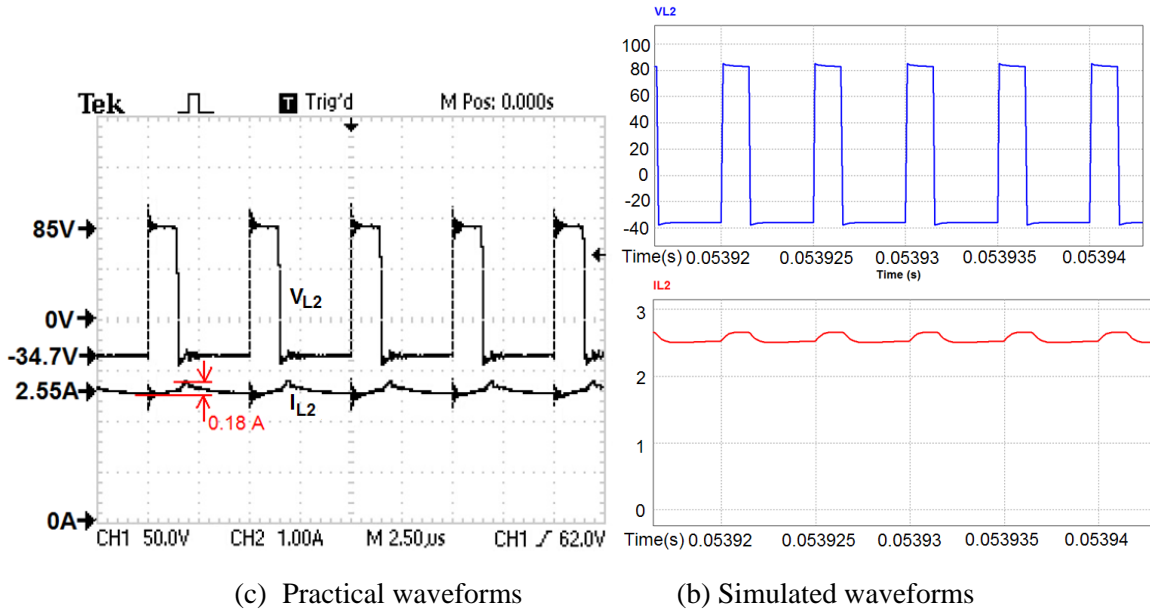 Tek T Trig'd M Pos: 0.000s
85V
0V
-34.7V
2.55A
0A
VL2
IL2
0.18 A
CH1 50.0V CH2 1.00A M 2.50µs CH1 62.0V
(c) Practical waveforms
VL2
100
80
60
40
20
0
-20
-40
Time(s) 0.05392 0.053925 0.05393 0.053935 0.05394
Time (s)
IL2
3
2
1
0
Time(s) 0.05392 0.053925 0.05393 0.053935 0.05394
(b) Simulated waveforms